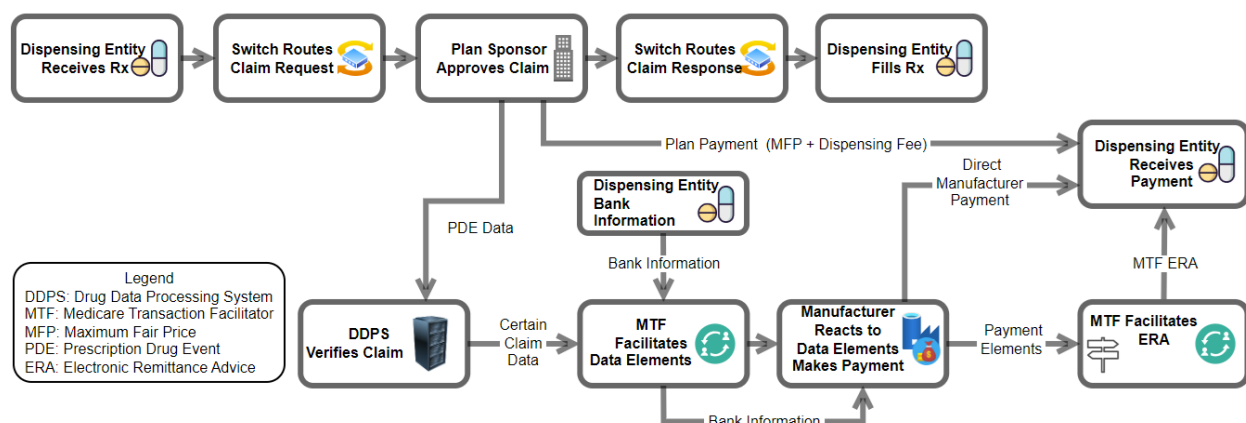 Dispensing Entity
Receives Rx
Switch Routes
Claim Request
Plan Sponsor
Approves Claim
Switch Routes
Claim Response
Dispensing Entity
Fills Rx
Plan Payment (MFP + Dispensing Fee)
Dispensing Entity
Receives
Payment
Direct
Manufacturer
Payment
Dispensing Entity
Bank
Information
PDE Data
Bank Information
MTF ERA
Legend
DDPS: Drug Data Processing System
MTF: Medicare Transaction Facilitator
MFP: Maximum Fair Price
PDE: Prescription Drug Event
ERA: Electronic Remittance Advice
DDPS
Verifies Claim
Certain
Claim
Data
MTF
Facilitates
Data Elements
Manufacturer
Reacts to
Data Elements
Makes Payment
Payment
Elements
MTF Facilitates
ERA
Bank Information